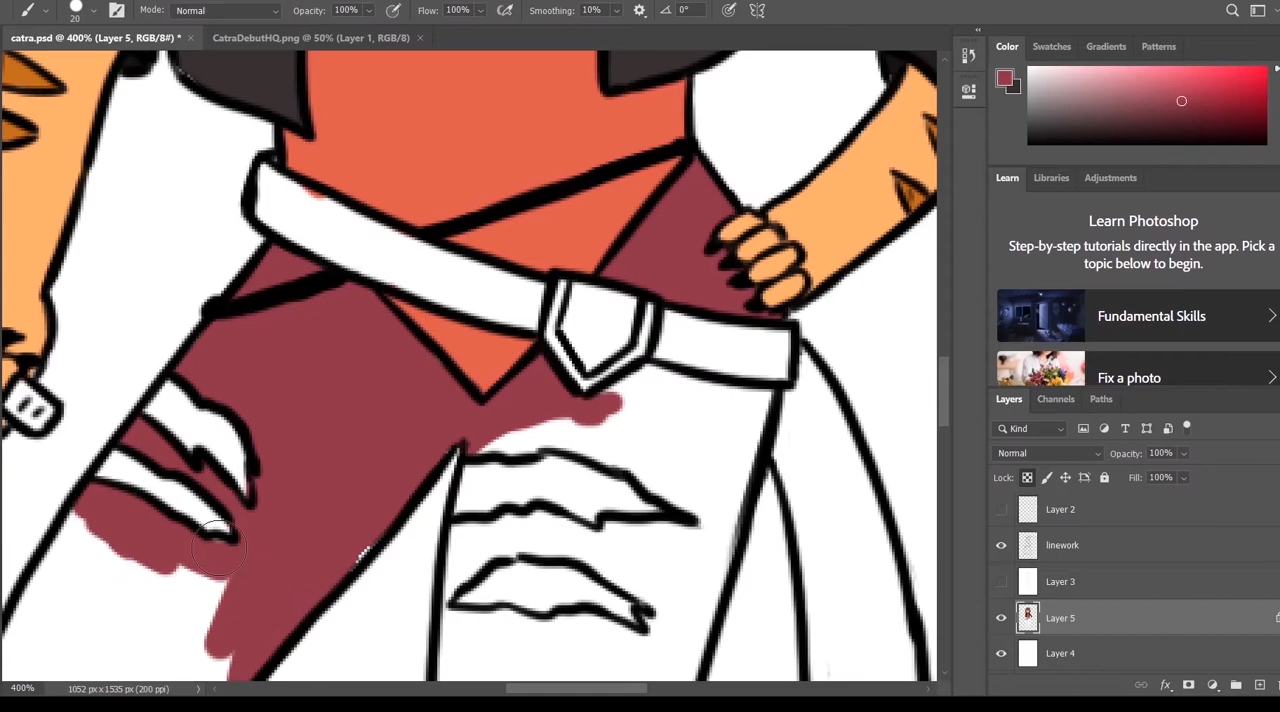 20 Mode: Normal Opacity: 100% Flow: 100% Smoothing: 10% 0°
catra.psd @ 400% (Layer 5, RGB/8#) * × CatraDebutHQ.png @ 50% (Layer 1, RGB/8) ×
Color Swatches Gradients Patterns
Learn Libraries Adjustments
Learn Photoshop
Step-by-step tutorials directly in the app. Pick a
topic below to begin.
Fundamental Skills
Fix a photo
Layers Channels Paths
Kind
Normal Opacity: 100%
Lock: Fill: 100%
Layer 2
linework
Layer 3
Layer 5
Layer 4
400% 1052 px x 1535 px (200 ppi)